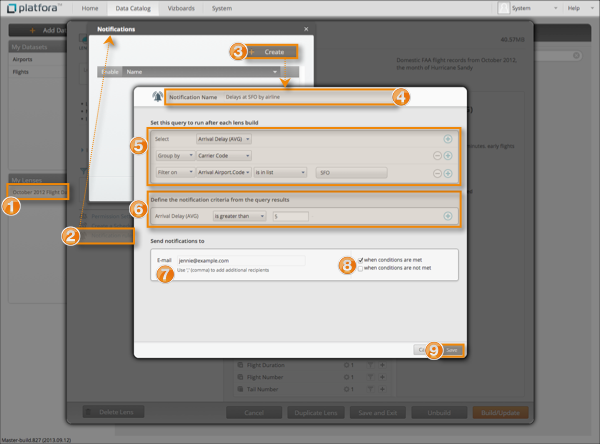 platfora
Home
Data Catalog
Vizboards
System
System
Help
+ Add Da
Notifications
×
40.51MB
My Datasets
Airports
Flights
3
+ Create
Enable
Name
Domestic FAA flight records from October 2012,
the month of Hurricane Sandy
Notification Name
Delays at SFO by airline
4
Set this query to run after each lens build
5
Select
Arrival Delay (AVG)
Group by
Carrier Code
Filter on
Arrival Airport.Code
is in list
SFO
My Lenses
October 2012 Flight De
1
2
6
Define the notification criteria from the query results
Arrival Delay (AVG)
is greater than
5
Send notifications to
E-mail
jennie@example.com
7
Use ',' (comma) to add additional recipients
8
when conditions are met
when conditions are not met
9
Save
Flight Duration
1
Flight Number
1
Tail Number
1
Delete Lens
Cancel
Duplicate Lens
Save and Exit
Unbuild
Build/Update
Master-build.827 (2013.09.12)